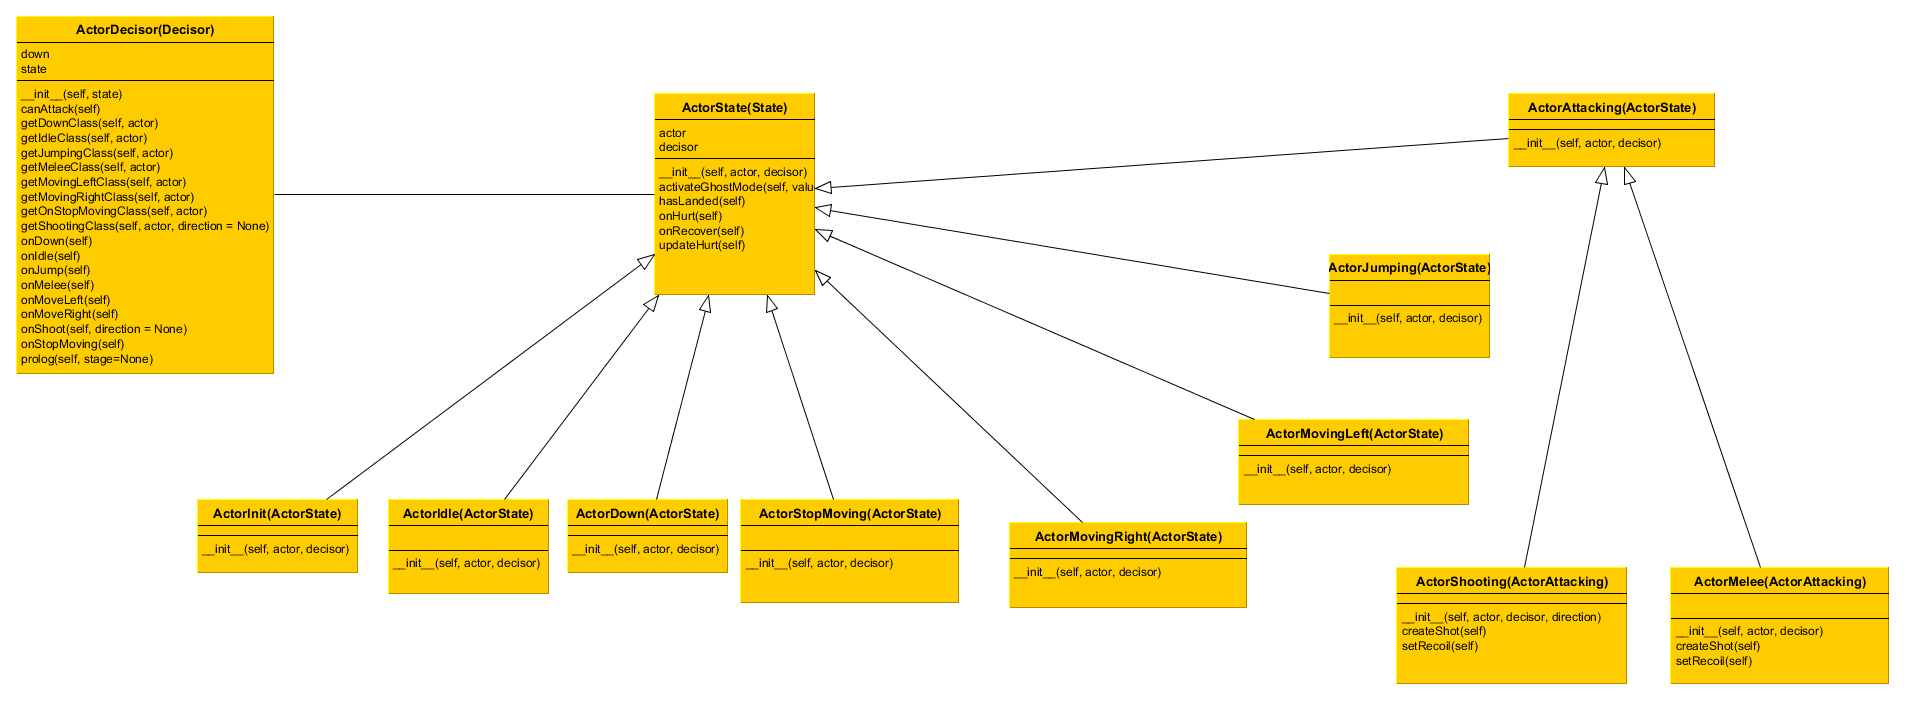 ActorDecisor(Decisor)
down
state
__init__(self, state)
canAttack(self)
getDownClass(self, actor)
getIdleClass(self, actor)
getJumpingClass(self, actor)
getMeleeClass(self, actor)
getMovingLeftClass(self, actor)
getMovingRightClass(self, actor)
getOnStopMovingClass(self, actor)
getShootingClass(self, actor, direction = None)
onDown(self)
onIdle(self)
onJump(self)
onMelee(self)
onMoveLeft(self)
onMoveRight(self)
onShoot(self, direction = None)
onStopMoving(self)
prolog(self, stage=None)
ActorState(State)
actor
decisor
__init__(self, actor, decisor)
activateGhostMode(self, valu
hasLanded(self)
onHurt(self)
onRecover(self)
updateHurt(self)
ActorAttacking(ActorState)
__init__(self, actor, decisor)
ActorJumping(ActorState)
__init__(self, actor, decisor)
ActorMovingLeft(ActorState)
__init__(self, actor, decisor)
ActorInit(ActorState)
__init__(self, actor, decisor)
ActorIdle(ActorState)
__init__(self, actor, decisor)
ActorDown(ActorState)
__init__(self, actor, decisor)
ActorStopMoving(ActorState)
__init__(self, actor, decisor)
ActorMovingRight(ActorState)
__init__(self, actor, decisor)
ActorShooting(ActorAttacking)
__init__(self, actor, decisor, direction)
createShot(self)
setRecoil(self)
ActorMelee(ActorAttacking)
__init__(self, actor, decisor)
createShot(self)
setRecoil(self)